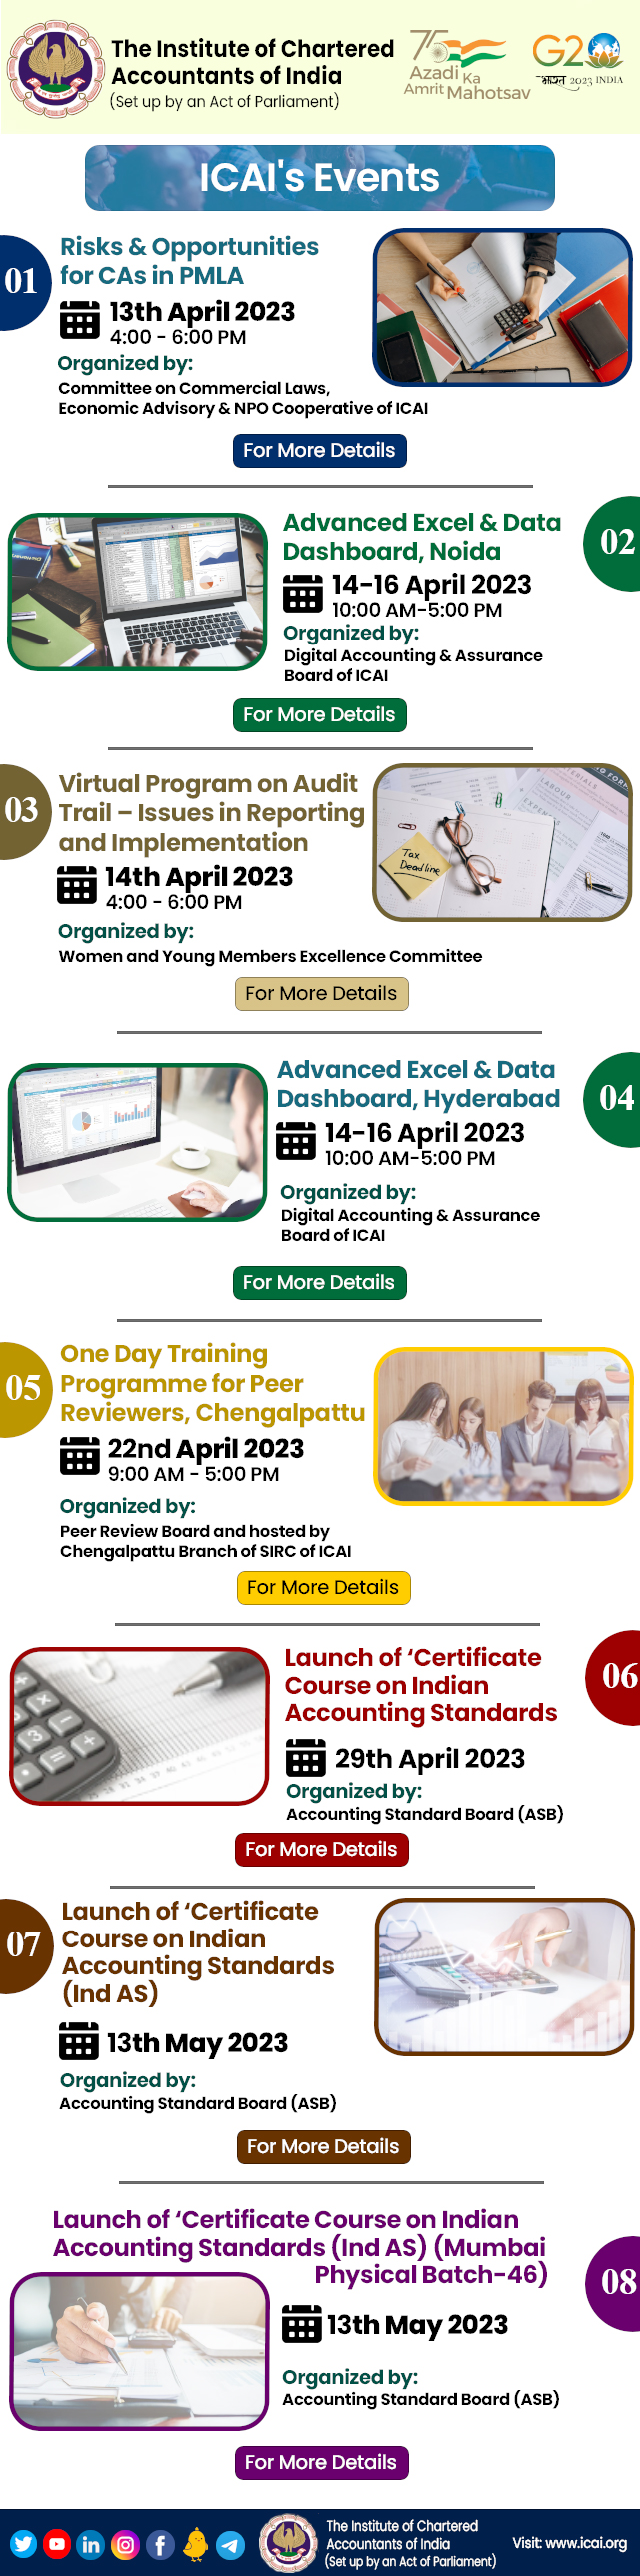 The Institute of Chartered
Accountants of India
(Set up by an Act of Parliament)
75
Azadi Ka
Amrit Mahotsav
G20
भारत 2023 INDIA
ICAI's Events
01
Risks & Opportunities
for CAs in PMLA
13th April 2023
4:00 - 6:00 PM
Organized by:
Committee on Commercial Laws,
Economic Advisory & NPO Cooperative of ICAI
For More Details
02
Advanced Excel & Data
Dashboard, Noida
14-16 April 2023
10:00 AM-5:00 PM
Organized by:
Digital Accounting & Assurance
Board of ICAI
For More Details
03
Virtual Program on Audit
Trail – Issues in Reporting
and Implementation
14th April 2023
4:00 - 6:00 PM
Tax
Deadline
Organized by:
Women and Young Members Excellence Committee
For More Details
04
Advanced Excel & Data
Dashboard, Hyderabad
14-16 April 2023
10:00 AM-5:00 PM
Organized by:
Digital Accounting & Assurance
Board of ICAI
For More Details
05
One Day Training
Programme for Peer
Reviewers, Chengalpattu
22nd April 2023
9:00 AM - 5:00 PM
Organized by:
Peer Review Board and hosted by
Chengalpattu Branch of SIRC of ICAI
For More Details
06
Launch of ‘Certificate
Course on Indian
Accounting Standards
29th April 2023
Organized by:
Accounting Standard Board (ASB)
For More Details
07
Launch of ‘Certificate
Course on Indian
Accounting Standards
(Ind AS)
13th May 2023
Organized by:
Accounting Standard Board (ASB)
For More Details
08
Launch of ‘Certificate Course on Indian
Accounting Standards (Ind AS) (Mumbai
Physical Batch-46)
13th May 2023
Organized by:
Accounting Standard Board (ASB)
For More Details
The Institute of Chartered
Accountants of India
(Set up by an Act of Parliament)
Visit: www.icai.org